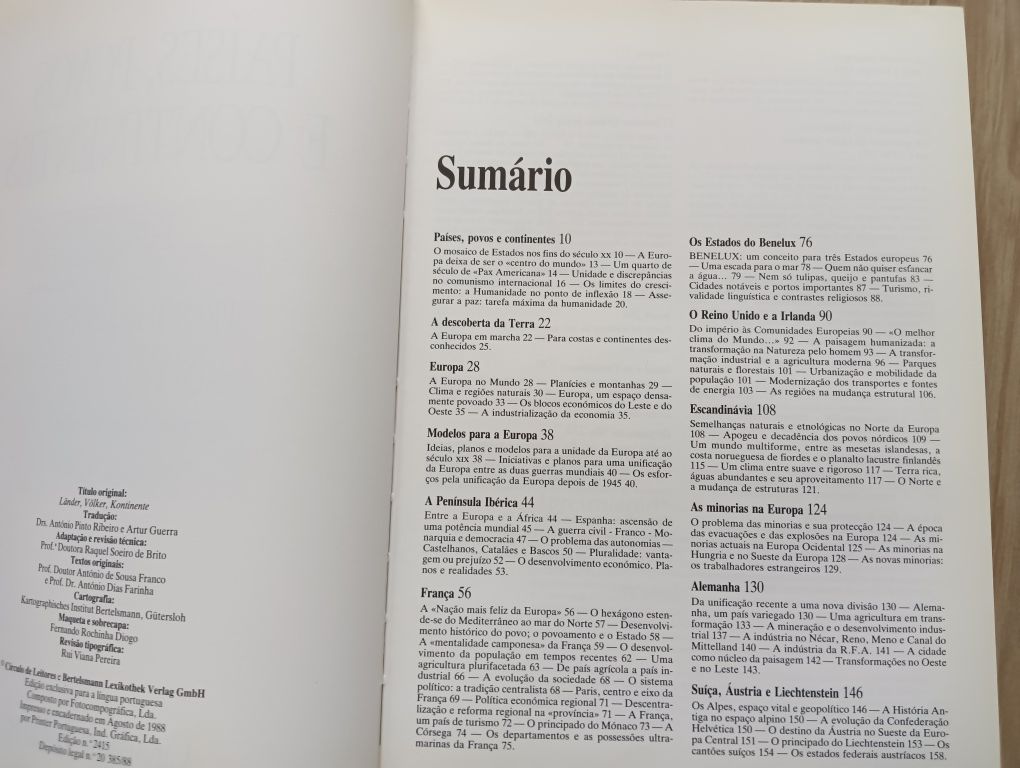 Título original:
Länder, Völker, Kontinente
Tradução:
Drs. António Pinto Ribeiro e Artur Guerra
Adaptação e revisão técnica:
Prof.ª Doutora Raquel Soeiro de Brito
Textos originais:
Prof. Doutor António de Sousa Franco
e Prof. Dr. António Dias Farinha
Cartografia:
Kartographisches Institut Bertelsmann, Gütersloh
Maqueta e sobrecapa:
Fernando Rochinha Diogo
Revisão tipográfica:
Rui Viana Pereira
© Círculo de Leitores e Bertelsmann Lexikothek Verlag GmbH
Edição exclusiva para a língua portuguesa
Composto por Fotocompográfica, Lda.
Impresso e encadernado em Agosto de 1988
por Printer Portuguesa, Ind. Gráfica, Lda.
Edição n.º 2415
Depósito legal n.º 20 385/88
Sumário
Países, povos e continentes 10
O mosaico de Estados nos fins do século XX 10 — A Euro-
pa deixa de ser o «centro do mundo» 13 — Um quarto de
século de «Pax Americana» 14 — Unidade e discrepâncias
no comunismo internacional 16 — Os limites do cresci-
mento: a Humanidade no ponto de inflexão 18 — Asse-
gurar a paz: tarefa máxima da humanidade 20.
A descoberta da Terra 22
A Europa em marcha 22 — Para costas e continentes des-
conhecidos 25.
Europa 28
A Europa no Mundo 28 — Planícies e montanhas 29 —
Clima e regiões naturais 30 — Europa, um espaço densa-
mente povoado 33 — Os blocos económicos do Leste e do
Oeste 35 — A industrialização da economia 35.
Modelos para a Europa 38
Ideias, planos e modelos para a unidade da Europa até ao
século XIX 38 — Iniciativas e planos para uma unificação
da Europa entre as duas guerras mundiais 40 — Os esfor-
ços pela unificação da Europa depois de 1945 40.
A Península Ibérica 44
Entre a Europa e a África 44 — Espanha: ascensão de
uma potência mundial 45 — A guerra civil - Franco - Mo-
narquia e democracia 47 — O problema das autonomias —
Castelhanos, Catalães e Bascos 50 — Pluralidade: vanta-
gem ou prejuízo 52 — O desenvolvimento económico. Pla-
nos e realidades 53.
França 56
A «Nação mais feliz da Europa» 56 — O hexágono esten-
de-se do Mediterrâneo ao mar do Norte 57 — Desenvolvi-
mento histórico do povo; o povoamento e o Estado 58 —
A «mentalidade camponesa» da França 59 — O desenvol-
vimento da população em tempos recentes 62 — Uma
agricultura plurifacetada 63 — De país agrícola a país in-
dustrial 66 — A evolução da sociedade 68 — O sistema
político: a tradição centralista 68 — Paris, centro e eixo da
França 69 — Política económica regional 71 — Descentra-
lização e reforma regional na «província» 71 — A França,
um país de turismo 72 — O principado do Mónaco 73 — A
Córsega 74 — Os departamentos e as possessões ultra-
marinas da França 75.
Os Estados do Benelux 76
BENELUX: um conceito para três Estados europeus 76
— Uma escada para o mar 78 — Quem não quiser esfancar
a água... 79 — Nem só tulipas, queijo e pantufas 83 —
Cidades notáveis e portos importantes 87 — Turismo, ri-
validade linguística e contrastes religiosos 88.
O Reino Unido e a Irlanda 90
Do império às Comunidades Europeias 90 — «O melhor
clima do Mundo...» 92 — A paisagem humanizada: a
transformação na Natureza pelo homem 93 — A transfor-
mação industrial e a agricultura moderna 96 — Parques
naturais e florestais 101 — Urbanização e mobilidade da
população 101 — Modernização dos transportes e fontes
de energia 103 — As regiões na mudança estrutural 106.
Escandinávia 108
Semelhanças naturais e etnológicas no Norte da Europa
108 — Apogeu e decadência dos povos nórdicos 109 —
Um mundo multiforme, entre as mesetas islandesas, a
costa norueguesa de fiordes e o planalto lacustre finlandês
115 — Um clima entre suave e rigoroso 117 — Terra rica,
águas abundantes e seu aproveitamento 117 — O Norte e
a mudança de estruturas 121.
As minorias na Europa 124
O problema das minorias e sua protecção 124 — A época
das evacuações e das explosões na Europa 124 — As mi-
norias actuais na Europa Ocidental 125 — As minorias na
Hungria e no Sueste da Europa 128 — As novas minorias:
os trabalhadores estrangeiros 129.
Alemanha 130
Da unificação recente a uma nova divisão 130 — Alema-
nha, um país variegado 130 — Uma agricultura em trans-
formação 133 — A mineração e o desenvolvimento indus-
trial 137 — A indústria no Nécar, Reno, Meno e Canal do
Mittelland 140 — A indústria da R.F.A. 141 — A cidade
como núcleo da paisagem 142 — Transformações no Oeste
e no Leste 143.
Suíça, Áustria e Liechtenstein 146
Os Alpes, espaço vital e geopolítico 146 — A História An-
tiga no espaço alpino 150 — A evolução da Confederação
Helvética 150 — O destino da Áustria no Sueste da Euro-
pa Central 151 — O principado do Liechtenstein 153 — Os
cantões suíços 154 — Os estados federais austríacos 158.